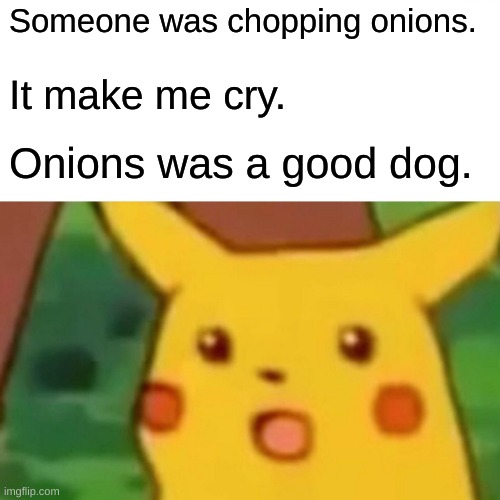 Someone was chopping onions.
It make me cry.
Onions was a good dog.
imgflip.com